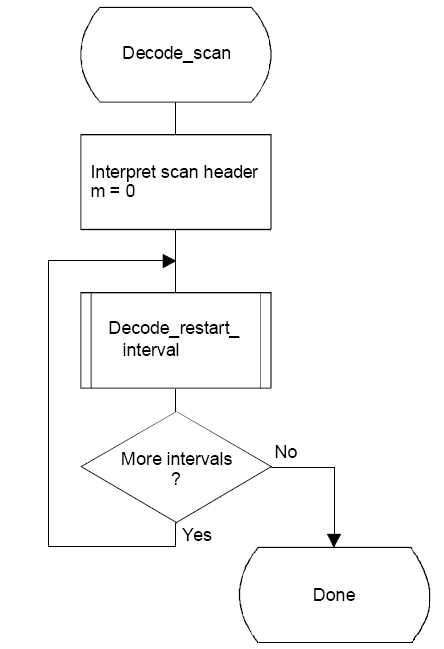 Decode_scan
Interpret scan header
m = 0
Decode_restart_
interval
More intervals
?
No
Yes
Done